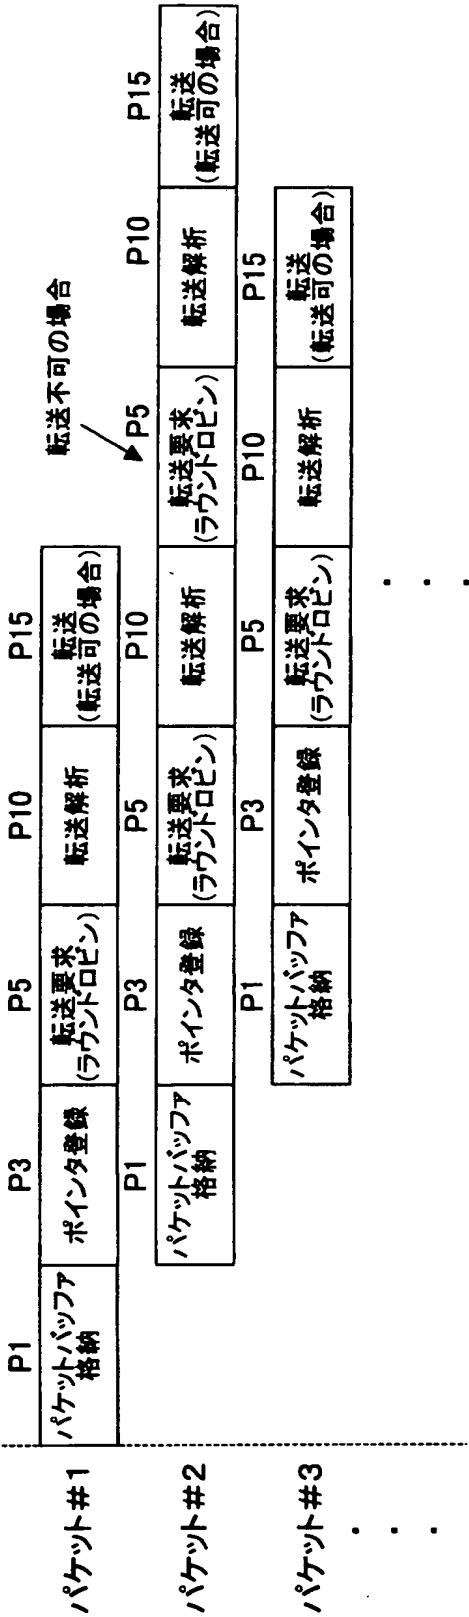 転送不可の場合
P1
P3
P5
P10
P15
パケット#1
パケットバッファ
格納
ポインタ登録
転送要求
(ラウンドロビン)
転送解析
転送
(転送可の場合)
P1
P3
P5
P10
P5
P10
P15
パケット#2
パケットバッファ
格納
ポインタ登録
転送要求
(ラウンドロビン)
転送解析
転送要求
(ラウンドロビン)
転送解析
転送
(転送可の場合)
P1
P3
P5
P10
P15
パケット#3
パケットバッファ
格納
ポインタ登録
転送要求
(ラウンドロビン)
転送解析
転送
(転送可の場合)